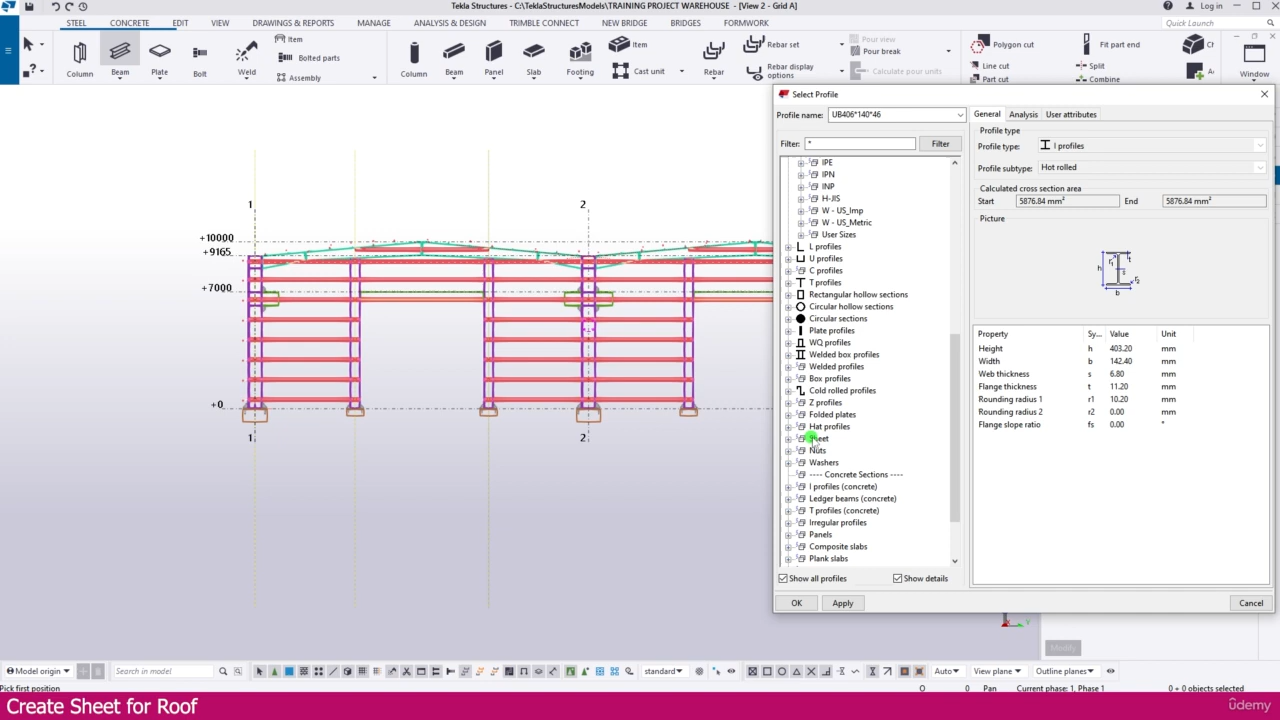 Tekla Structures - C:\TeklaStructuresModels\TRAINING PROJECT WAREHOUSE - [View 2 - Grid A]
Log in
STEEL CONCRETE EDIT VIEW DRAWINGS & REPORTS MANAGE ANALYSIS & DESIGN TRIMBLE CONNECT NEW BRIDGE BRIDGES FORMWORK
Quick Launch
Column Beam Plate Bolt Weld
Item
Bolted parts
Assembly
Column Beam Panel Slab Footing
Item
Cast unit
Rebar
Rebar set
Rebar display options
Pour view
Pour break
Calculate pour units
Polygon cut
Line cut
Part cut
Fit part end
Split
Combine
Window
Select Profile
Profile name: UB406*140*46
Filter: * Filter
IPE
IPN
INP
H-JIS
W - US_Imp
W - US_Metric
User Sizes
L profiles
U profiles
C profiles
T profiles
Rectangular hollow sections
Circular hollow sections
Circular sections
Plate profiles
WQ profiles
Welded box profiles
Welded profiles
Box profiles
Cold rolled profiles
Z profiles
Folded plates
Hat profiles
Sheet
Nuts
Washers
---- Concrete Sections ----
I profiles (concrete)
Ledger beams (concrete)
T profiles (concrete)
Irregular profiles
Panels
Composite slabs
Plank slabs
Show all profiles Show details
OK Apply Cancel
General Analysis User attributes
Profile type
Profile type: I profiles
Profile subtype: Hot rolled
Calculated cross section area
Start 5876.84 mm² End 5876.84 mm²
Picture
h r1 t s r2 b
Property Sy... Value Unit
Height h 403.20 mm
Width b 142.40 mm
Web thickness s 6.80 mm
Flange thickness t 11.20 mm
Rounding radius 1 r1 10.20 mm
Rounding radius 2 r2 0.00 mm
Flange slope ratio fs 0.00 °
1 2
+10000
+9165
+7000
+0
1 2
Modify
Model origin Search in model standard Auto View plane Outline planes
Pick first position O 0 Pan Current phase: 1, Phase 1 0 + 0 objects selected
Create Sheet for Roof
ûdemy